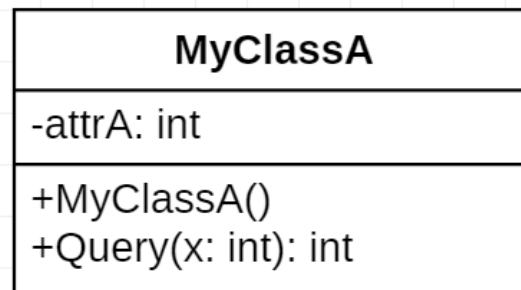 MyClassA
-attrA: int
+MyClassA()
+Query(x: int): int